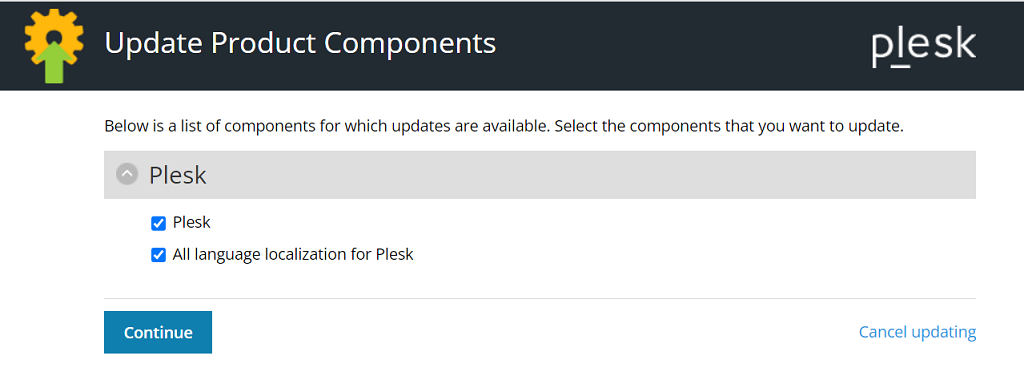 Update Product Components
plesk
Below is a list of components for which updates are available. Select the components that you want to update.
Plesk
Plesk
All language localization for Plesk
Continue
Cancel updating